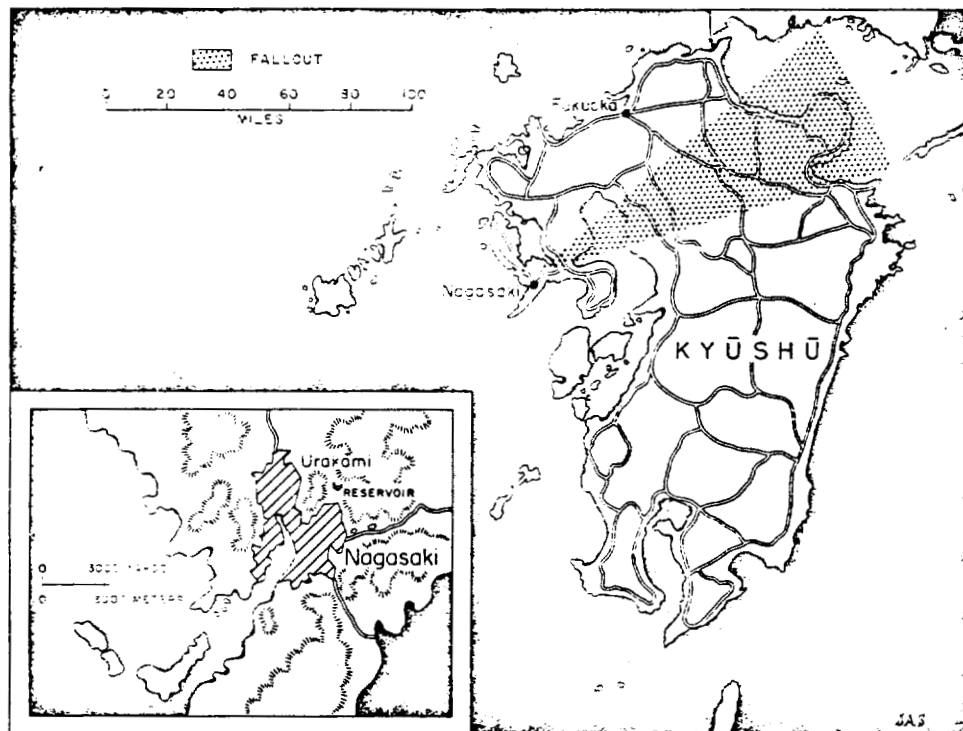 FALLOUT
0 20 40 60 80 100
MILES
Fukuoka
Nagasaki
KYŪSHŪ
Urakami
RESERVOIR
Nagasaki
0
0